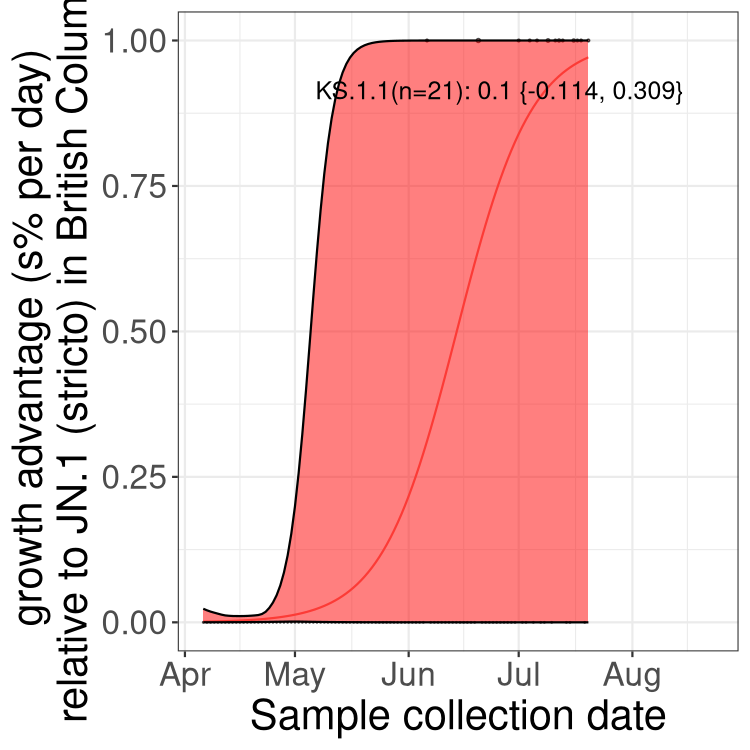 growth advantage (s% per day)
relative to JN.1 (stricto) in British Colum
1.00
0.75
0.50
0.25
0.00
KS.1.1(n=21): 0.1 {-0.114, 0.309}
Apr May Jun Jul Aug
Sample collection date